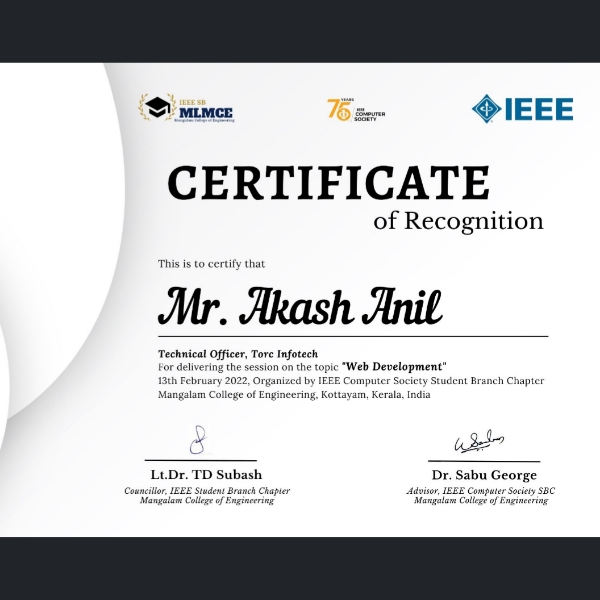 IEEE SB
MLMCE
Mangalam College of Engineering
75 YEARS
IEEE
COMPUTER
SOCIETY
IEEE
CERTIFICATE
of Recognition
This is to certify that
Mr. Akash Anil
Technical Officer, Torc Infotech
For delivering the session on the topic "Web Development"
13th February 2022, Organized by IEEE Computer Society Student Branch Chapter
Mangalam College of Engineering, Kottayam, Kerala, India
Lt.Dr. TD Subash
Councillor, IEEE Student Branch Chapter
Mangalam College of Engineering
Dr. Sabu George
Advisor, IEEE Computer Society SBC
Mangalam College of Engineering